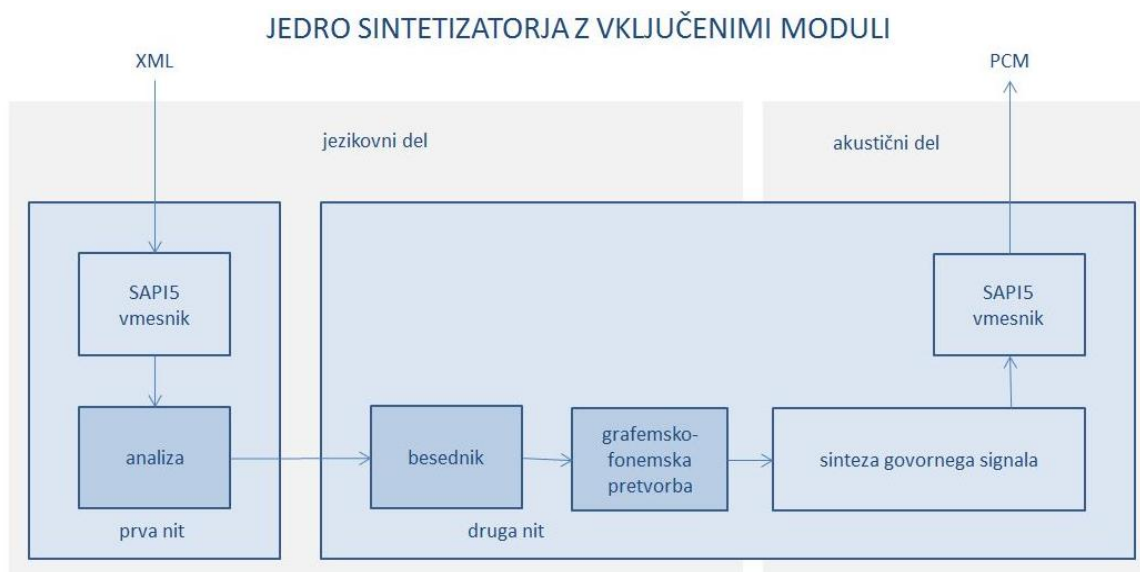 JEDRO SINTETIZATORJA Z VKLJUČENIMI MODULI
XML
PCM
jezikovni del
akustični del
SAPI5
vmesnik
SAPI5
vmesnik
analiza
besednik
grafemsko-
fonemska
pretvorba
sinteza govornega signala
prva nit
druga nit